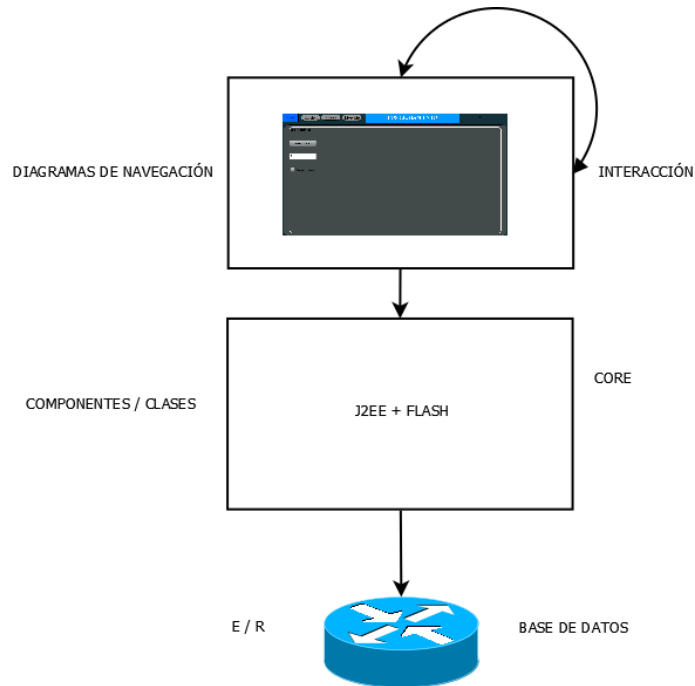 DIAGRAMAS DE NAVEGACIÓN
INTERACCIÓN
CORE
COMPONENTES / CLASES
J2EE + FLASH
E / R
BASE DE DATOS